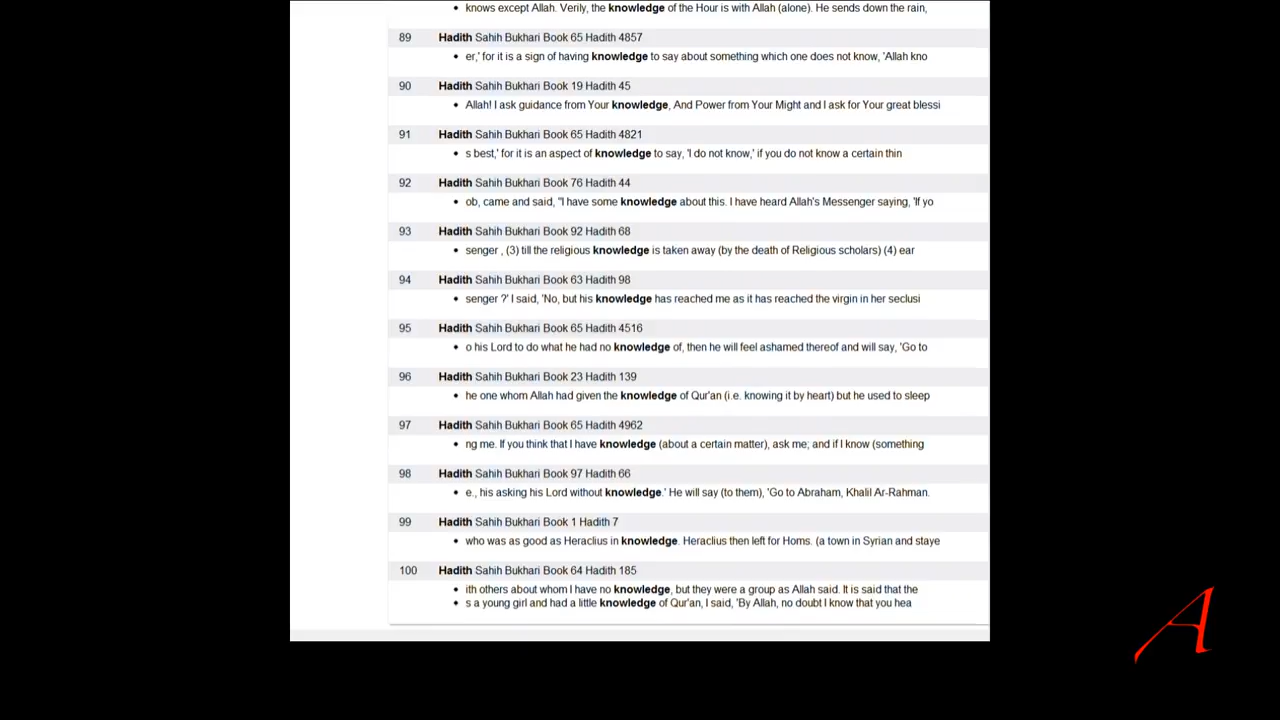 • knows except Allah. Verily, the knowledge of the Hour is with Allah (alone). He sends down the rain,
89 Hadith Sahih Bukhari Book 65 Hadith 4857
• er,' for it is a sign of having knowledge to say about something which one does not know, 'Allah kno
90 Hadith Sahih Bukhari Book 19 Hadith 45
• Allah! I ask guidance from Your knowledge, And Power from Your Might and I ask for Your great blessi
91 Hadith Sahih Bukhari Book 65 Hadith 4821
• s best,' for it is an aspect of knowledge to say, 'I do not know,' if you do not know a certain thin
92 Hadith Sahih Bukhari Book 76 Hadith 44
• ob, came and said, "I have some knowledge about this. I have heard Allah's Messenger saying, 'If yo
93 Hadith Sahih Bukhari Book 92 Hadith 68
• senger , (3) till the religious knowledge is taken away (by the death of Religious scholars) (4) ear
94 Hadith Sahih Bukhari Book 63 Hadith 98
• senger ?' I said, 'No, but his knowledge has reached me as it has reached the virgin in her seclusi
95 Hadith Sahih Bukhari Book 65 Hadith 4516
• o his Lord to do what he had no knowledge of, then he will feel ashamed thereof and will say, 'Go to
96 Hadith Sahih Bukhari Book 23 Hadith 139
• he one whom Allah had given the knowledge of Qur'an (i.e. knowing it by heart) but he used to sleep
97 Hadith Sahih Bukhari Book 65 Hadith 4962
• ng me. If you think that I have knowledge (about a certain matter), ask me; and if I know (something
98 Hadith Sahih Bukhari Book 97 Hadith 66
• e., his asking his Lord without knowledge.' He will say (to them), 'Go to Abraham, Khalil Ar-Rahman.
99 Hadith Sahih Bukhari Book 1 Hadith 7
• who was as good as Heraclius in knowledge. Heraclius then left for Homs. (a town in Syrian and staye
100 Hadith Sahih Bukhari Book 64 Hadith 185
• ith others about whom I have no knowledge, but they were a group as Allah said. It is said that the
• s a young girl and had a little knowledge of Qur'an, I said, 'By Allah, no doubt I know that you hea
A